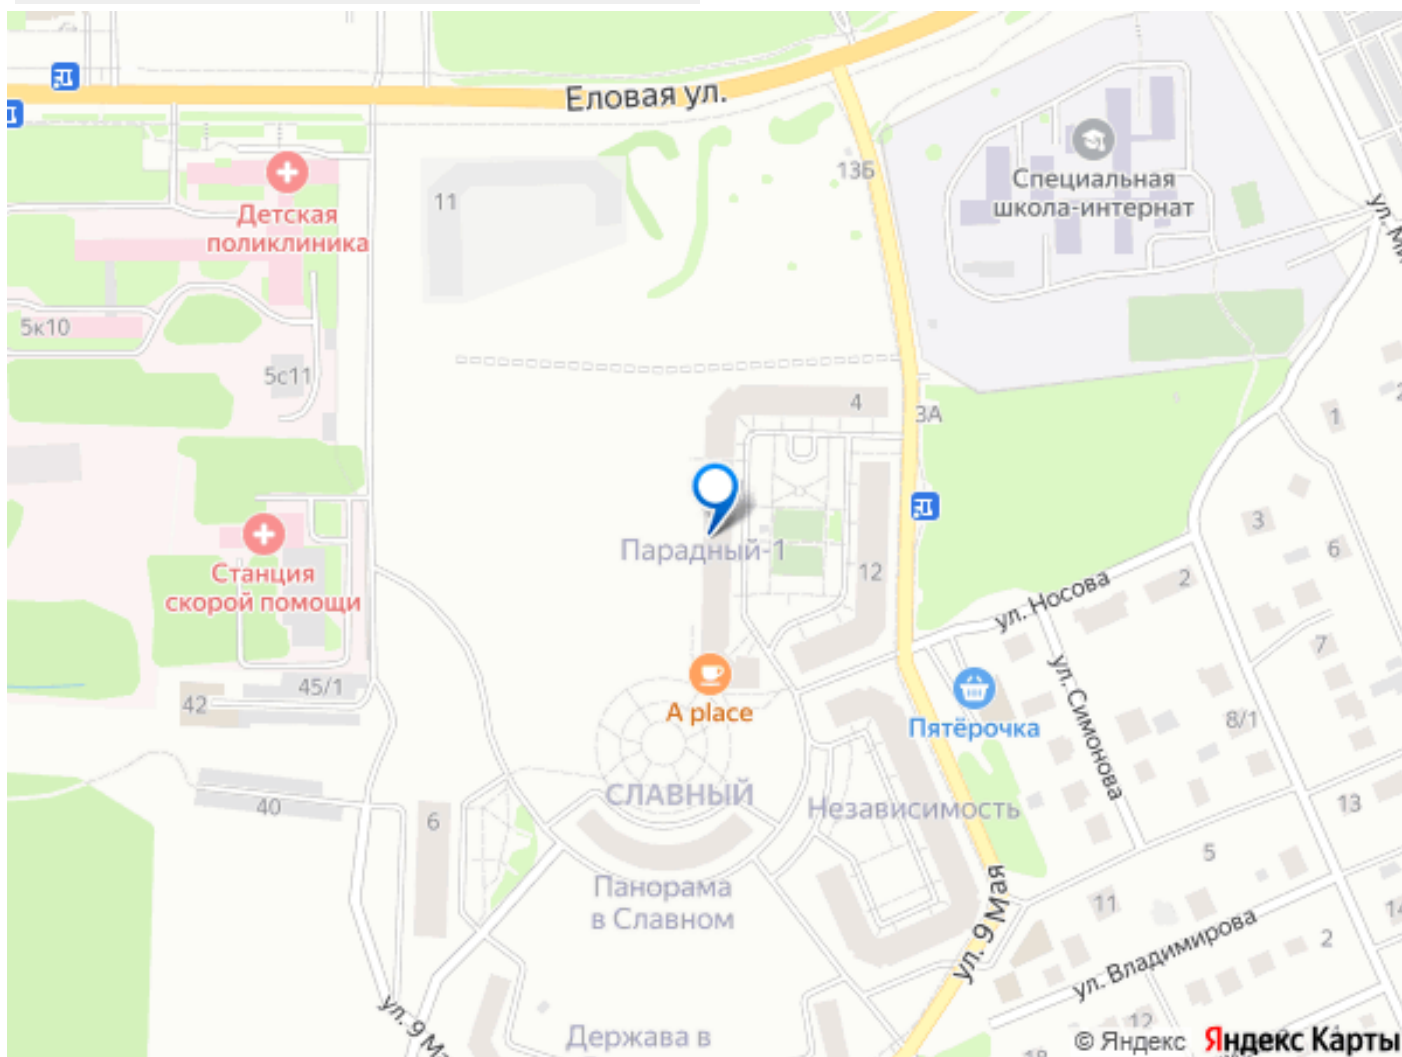 Еловая ул.
13Б
Специальная
школа-интернат
11
Детская
поликлиника
5к10
5с11
4
3А
1
3
6
Парадный-1
12
2
ул. Носова
Станция
скорой помощи
7
45/1
42
A place
Пятёрочка
ул. Симонова
8/1
СЛАВНЫЙ
Независимость
40
6
13
5
Панорама
в Славном
11
ул. 9 Мая
ул. Владимирова
2
14
12
Держава в
© Яндекс
Яндекс Карты